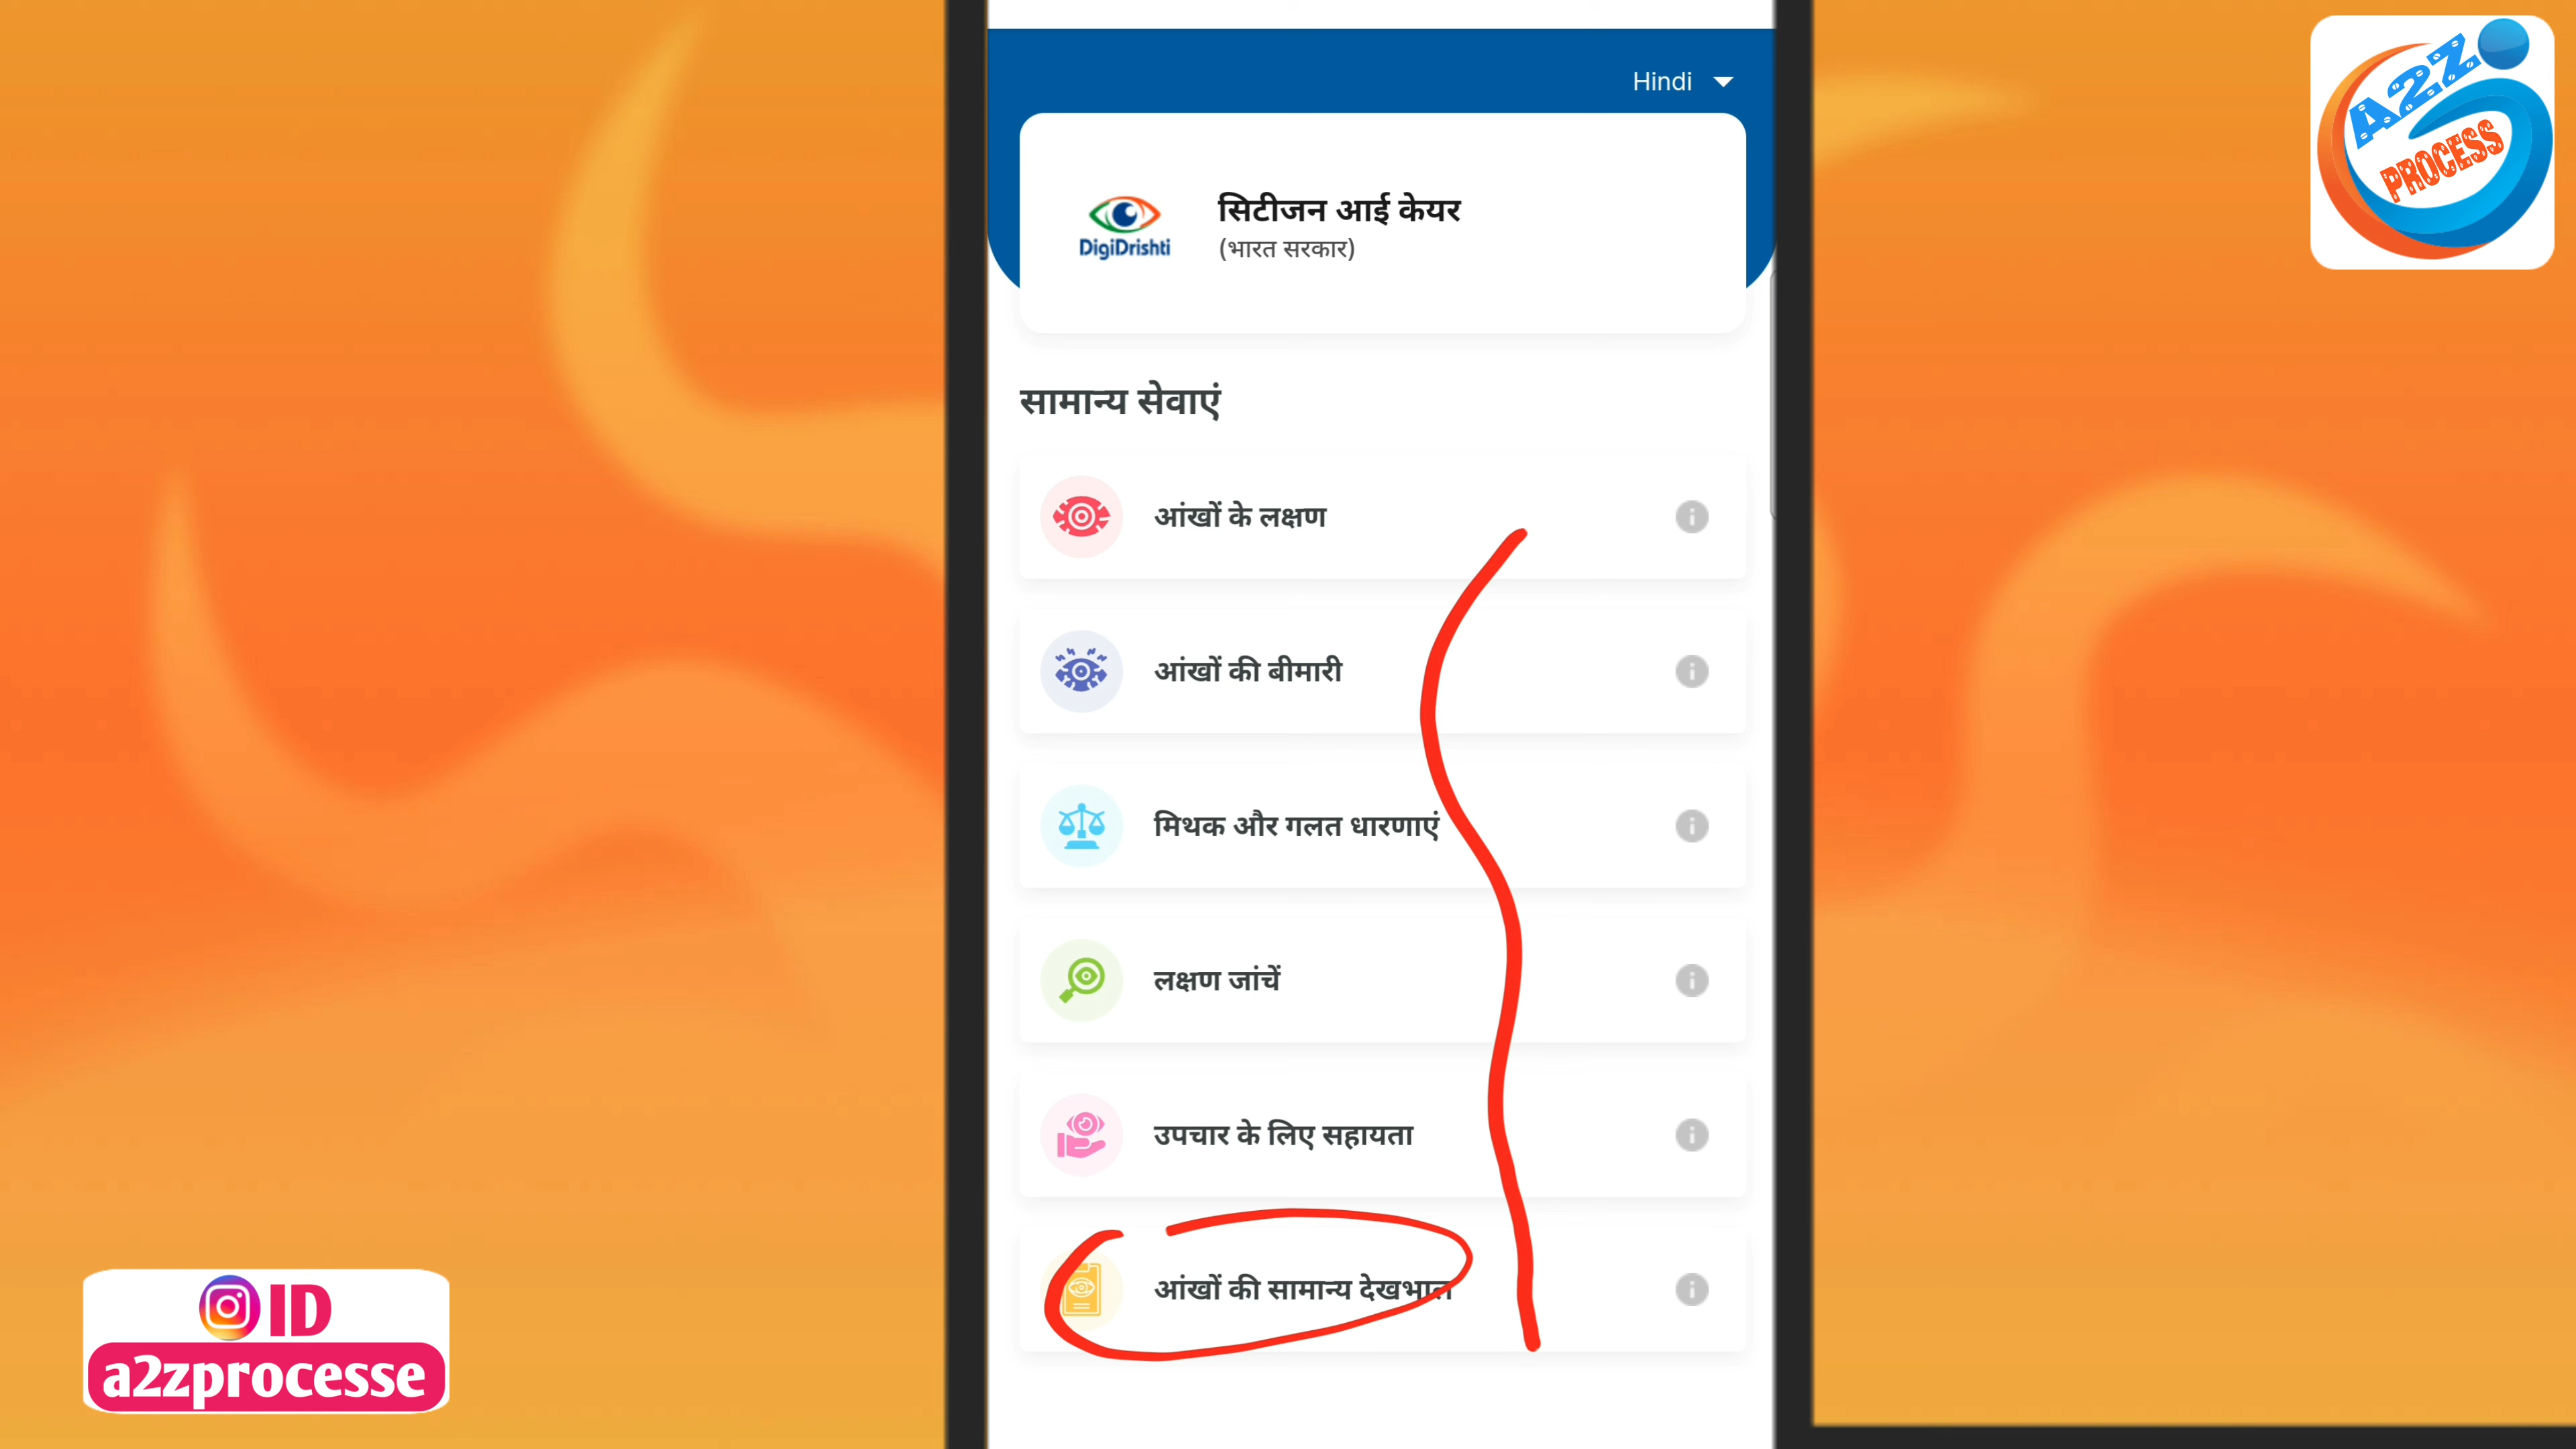 Hindi
सिटीजन आई केयर
(भारत सरकार)
DigiDrishti
सामान्य सेवाएं
आंखों के लक्षण
आंखों की बीमारी
मिथक और गलत धारणाएं
लक्षण जांचें
उपचार के लिए सहायता
आंखों की सामान्य देखभाल
A2Z
PROCESS
ID
a2zprocesse